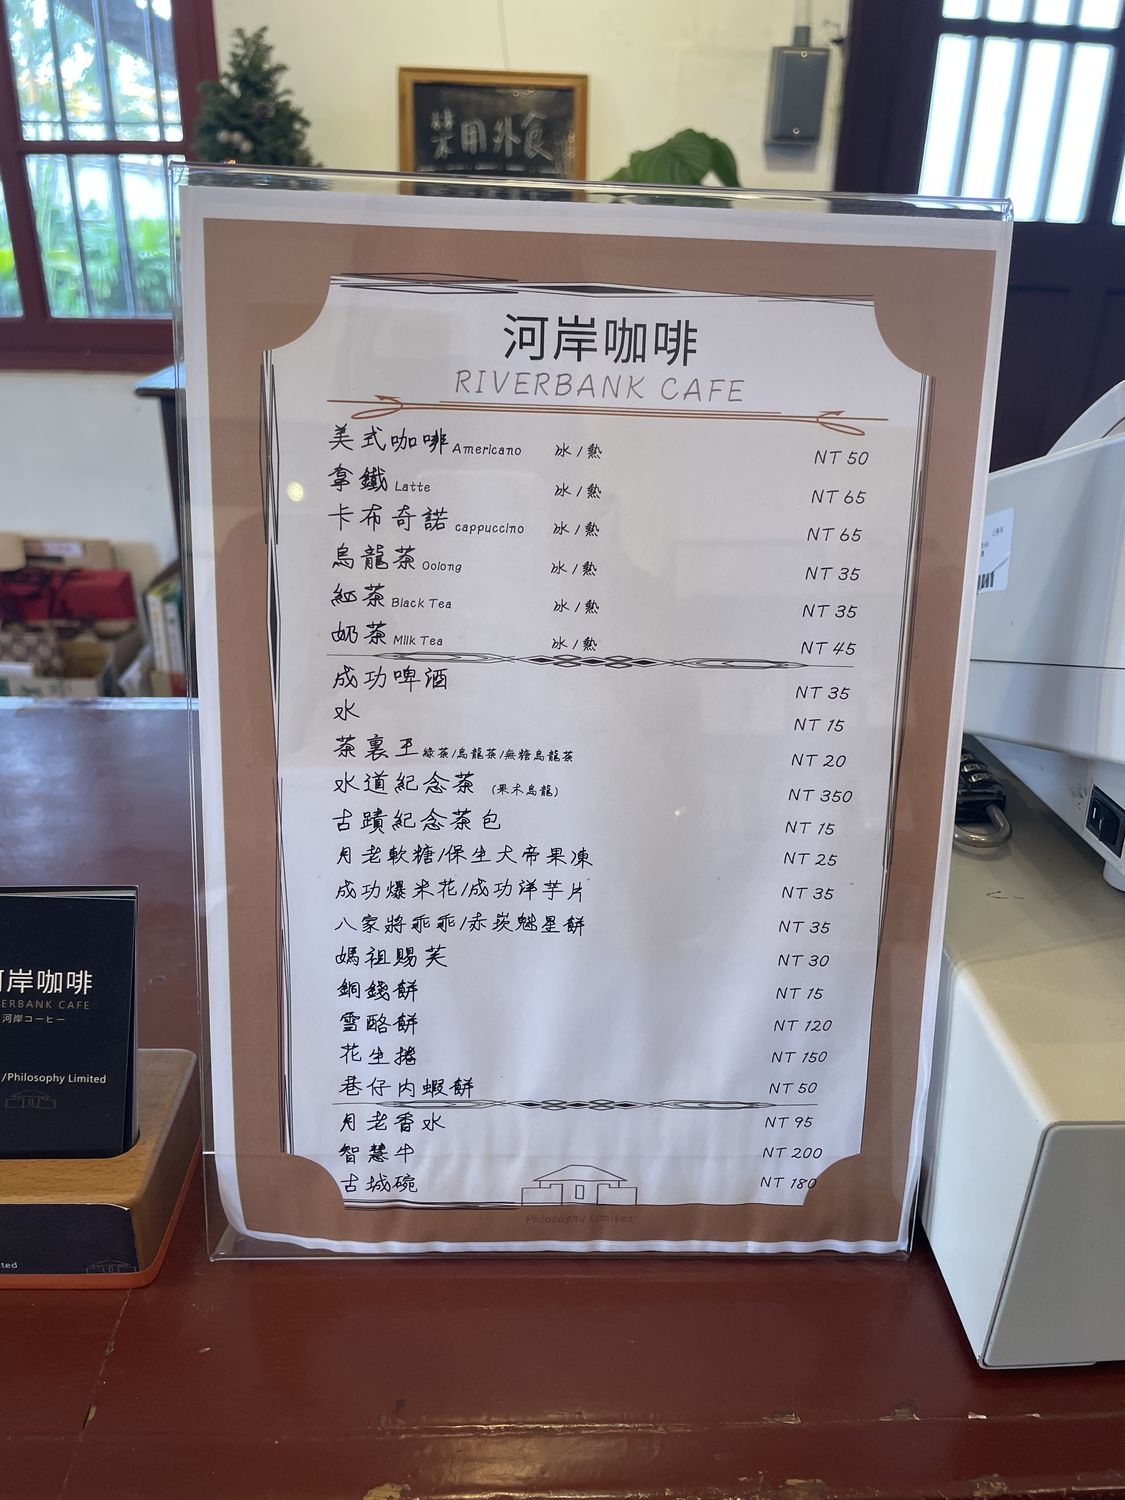 禁用外食
河岸咖啡
RIVERBANK CAFE
美式咖啡 Americano 冰/熱 NT 50
拿鐵 Latte 冰/熱 NT 65
卡布奇諾 cappuccino 冰/熱 NT 65
烏龍茶 Oolong 冰/熱 NT 35
紅茶 Black Tea 冰/熱 NT 35
奶茶 Milk Tea 冰/熱 NT 45
成功啤酒 NT 35
水 NT 15
茶裏王 綠茶/烏龍茶/無糖烏龍茶 NT 20
水道紀念茶 (果木烏龍) NT 350
古蹟紀念茶包 NT 15
月老軟糖/保生大帝果凍 NT 25
成功爆米花/成功洋芋片 NT 35
八家將乖乖/赤崁魁星餅 NT 35
媽祖賜芙 NT 30
銅錢餅 NT 15
雪酪餅 NT 120
花生捲 NT 150
巷仔內蝦餅 NT 50
月老香水 NT 95
智慧牛 NT 200
古城碗 NT 180
Philosophy Limited
岸咖啡
ERBANK CAFE
河岸コーヒー
/Philosophy Limited
ted